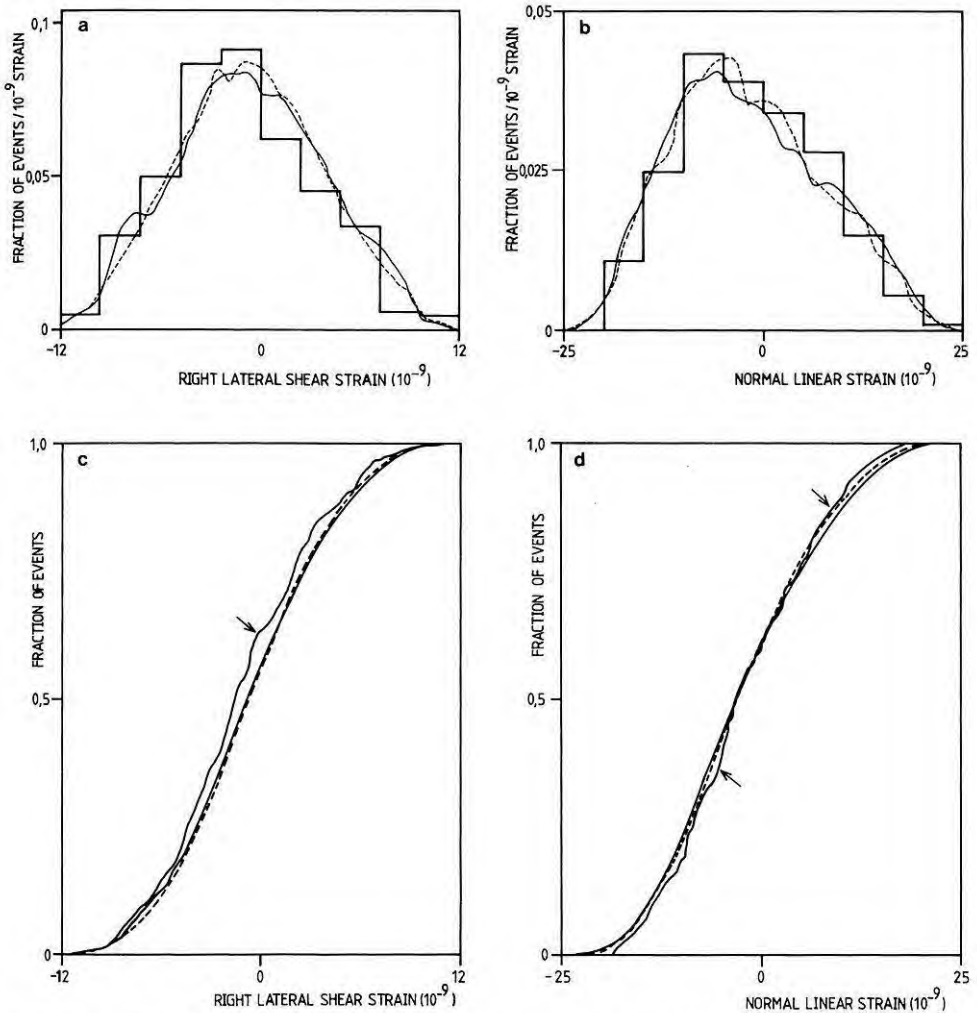 a
0,1
0,05
0
FRACTION OF EVENTS / 10⁻⁹ STRAIN
-12
0
12
RIGHT LATERAL SHEAR STRAIN (10⁻⁹)
b
0,05
0,025
0
FRACTION OF EVENTS / 10⁻⁹ STRAIN
-25
0
25
NORMAL LINEAR STRAIN (10⁻⁹)
c
1,0
0,5
0
FRACTION OF EVENTS
-12
0
12
RIGHT LATERAL SHEAR STRAIN (10⁻⁹)
d
1,0
0,5
0
FRACTION OF EVENTS
-25
0
25
NORMAL LINEAR STRAIN (10⁻⁹)